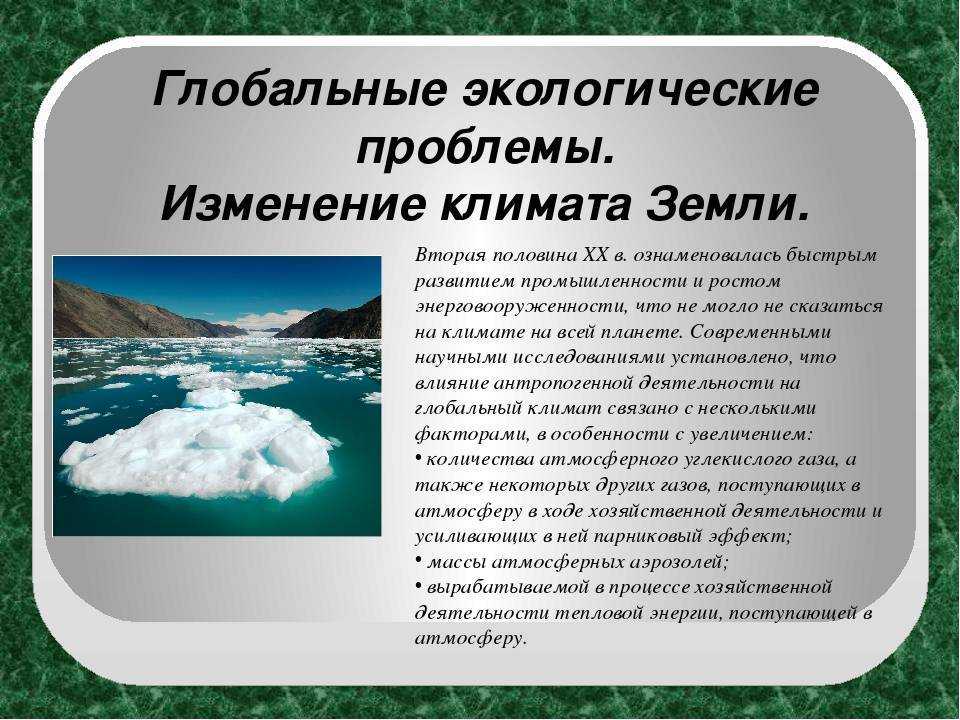 Глобальные экологические
проблемы.
Изменение климата Земли.
Вторая половина XX в. ознаменовалась быстрым
развитием промышленности и ростом
энерговооруженности, что не могло не сказаться
на климате на всей планете. Современными
научными исследованиями установлено, что
влияние антропогенной деятельности на
глобальный климат связано с несколькими
факторами, в особенности с увеличением:
• количества атмосферного углекислого газа, а
также некоторых других газов, поступающих в
атмосферу в ходе хозяйственной деятельности и
усиливающих в ней парниковый эффект;
• массы атмосферных аэрозолей;
• вырабатываемой в процессе хозяйственной
деятельности тепловой энергии, поступающей в
атмосферу.